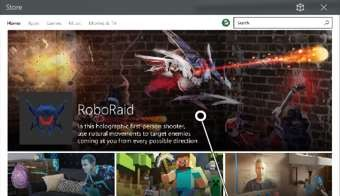 Store
Home Apps Games Music Movies & TV
Search
RoboRaid
In this holographic first-person shooter,
use natural movements to target enemies
coming at you from every possible direction